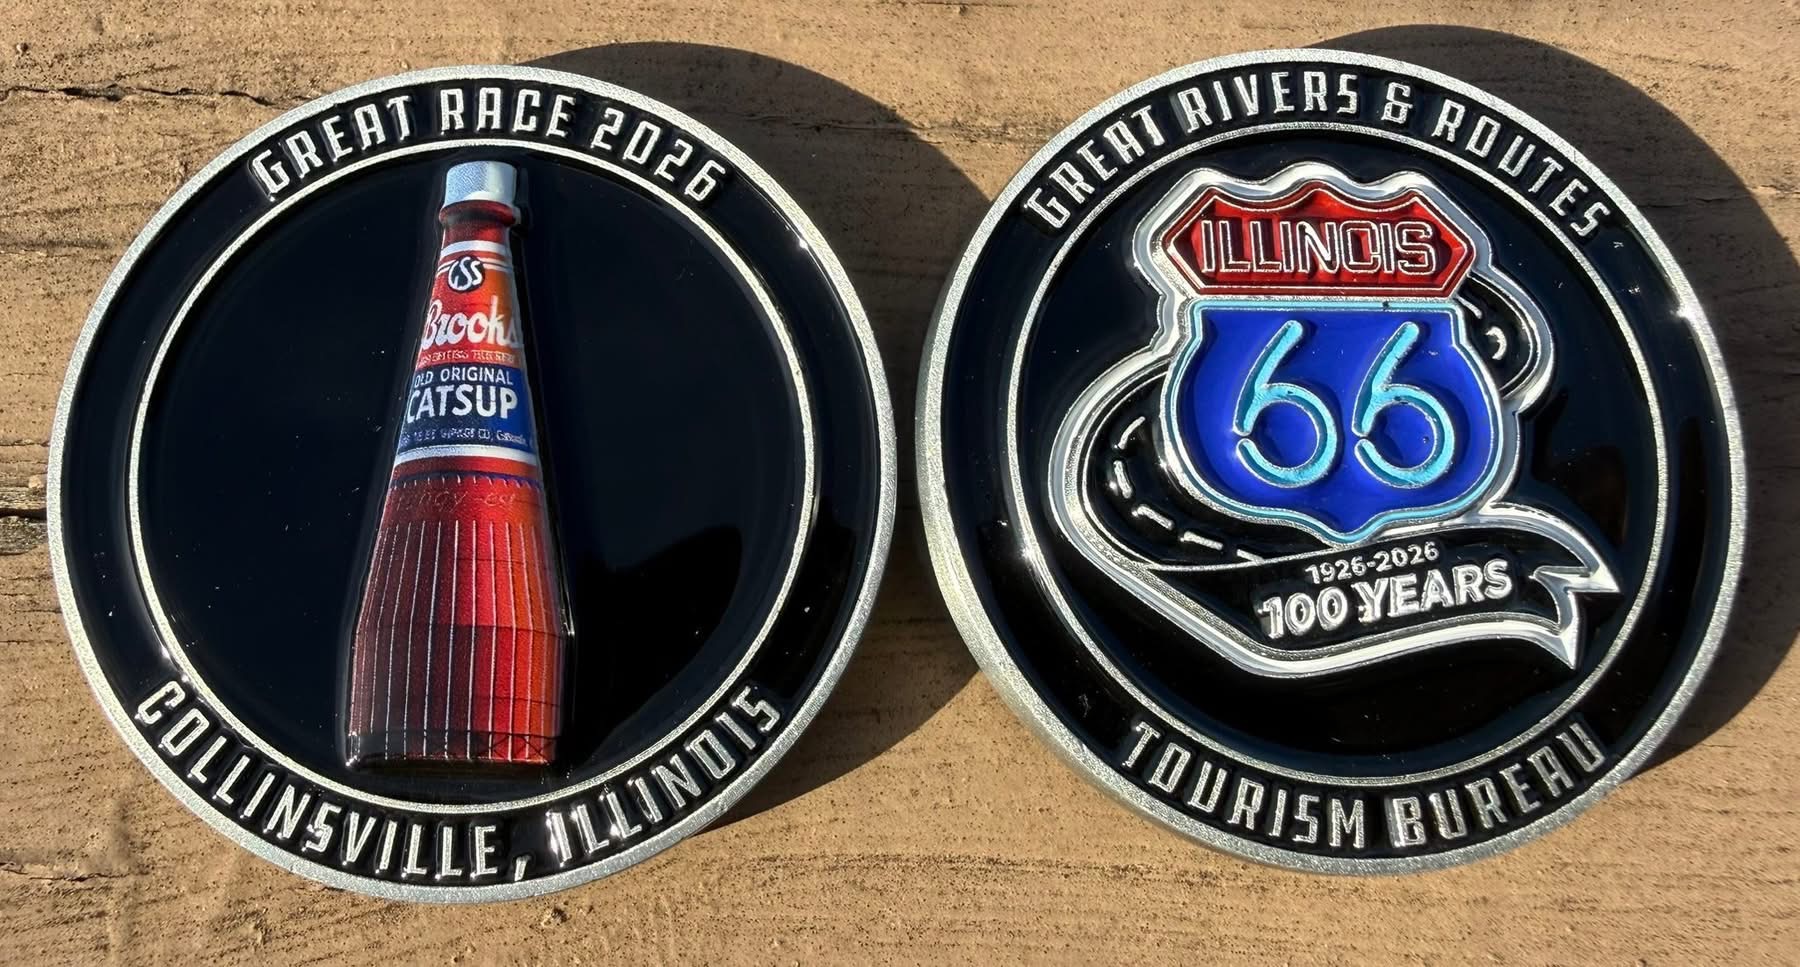 GREAT RACE 2026
CSS
Brooks
OLD ORIGINAL
CATSUP
COLLINSVILLE, ILLINOIS
GREAT RIVERS & ROUTES
ILLINOIS
66
1926-2026
100 YEARS
TOURISM BUREAU